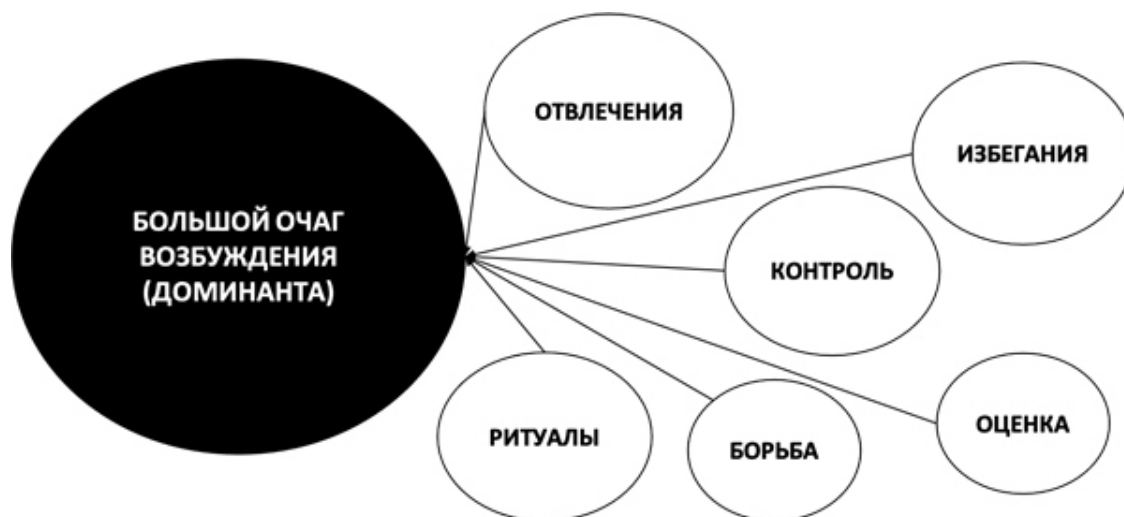 БОЛЬШОЙ ОЧАГ
ВОЗБУЖДЕНИЯ
(ДОМИНАНТА)
ОТВЛЕЧЕНИЯ
ИЗБЕГАНИЯ
КОНТРОЛЬ
РИТУАЛЫ
БОРЬБА
ОЦЕНКА